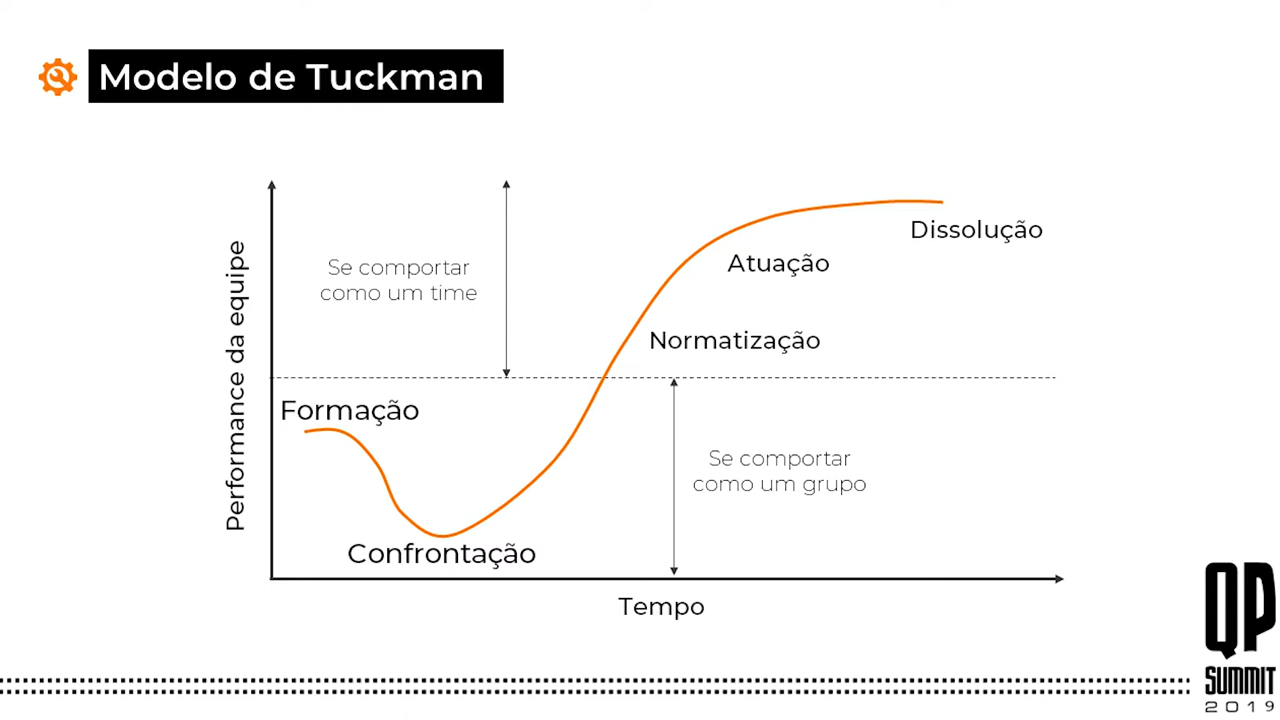 Modelo de Tuckman
Performance da equipe
Se comportar
como um time
Dissolução
Atuação
Normatização
Formação
Se comportar
como um grupo
Confrontação
Tempo
QP
SUMMIT
2019